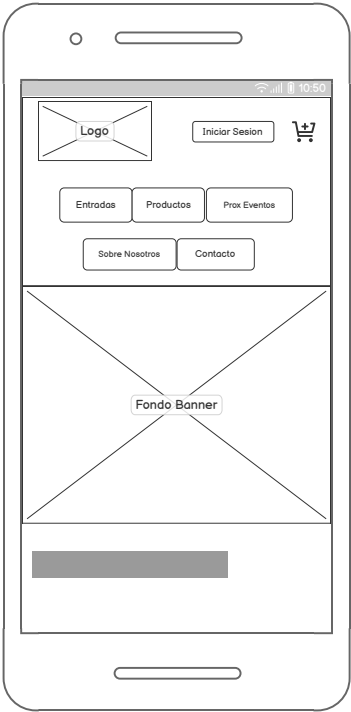 10:50
Logo
Iniciar Sesion
Entradas
Productos
Prox Eventos
Sobre Nosotros
Contacto
Fondo Banner